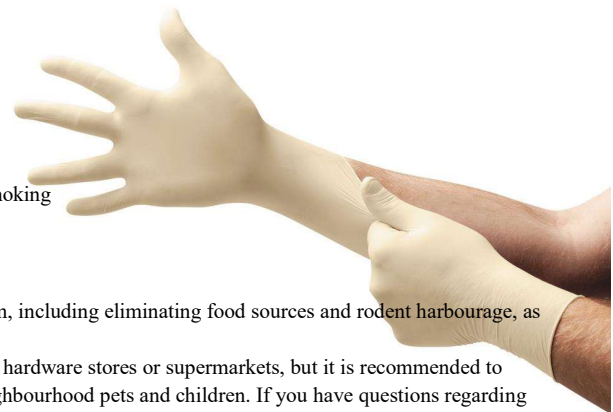 noking
n, including eliminating food sources and rodent harbourage, as
hardware stores or supermarkets, but it is recommended to
ghbourhood pets and children. If you have questions regarding